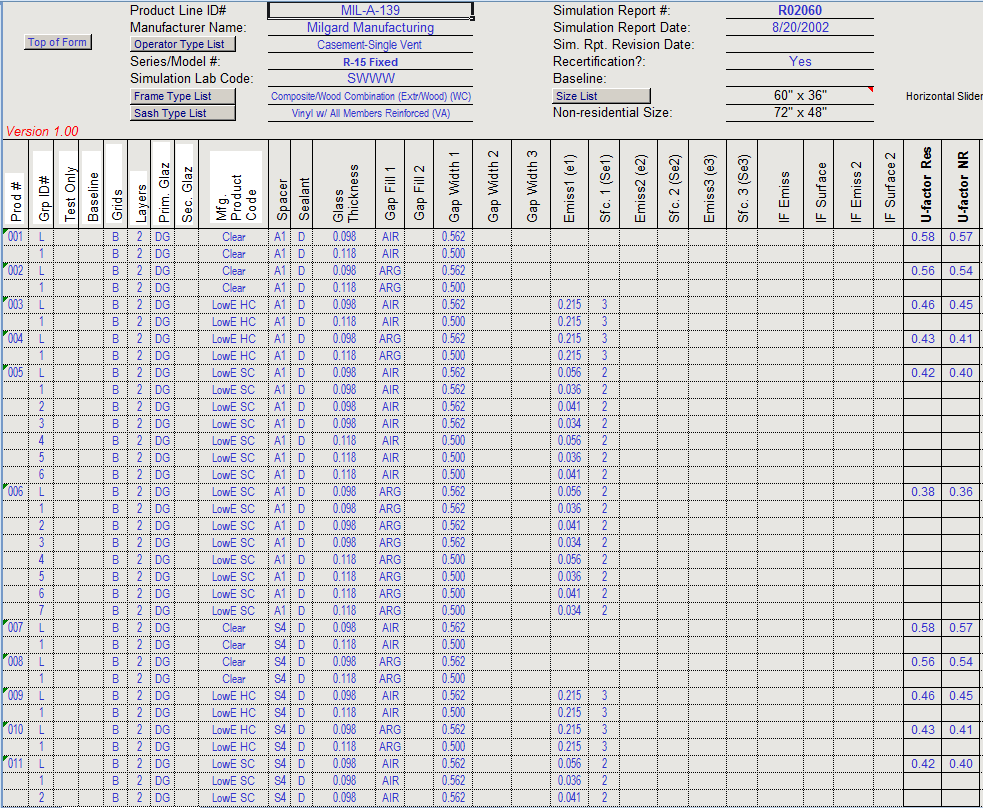 Product Line ID# MIL-A-139 Simulation Report #: R02060
Manufacturer Name: Milgard Manufacturing Simulation Report Date: 8/20/2002
Top of Form Operator Type List Casement-Single Vent Sim. Rpt. Revision Date:
Series/Model #: R-15 Fixed Recertification?: Yes
Simulation Lab Code: SWWW Baseline:
Frame Type List Composite/Wood Combination (Extr/Wood) (WC) Size List 60" x 36" Horizontal Slider
Sash Type List Vinyl w/ All Members Reinforced (VA) Non-residential Size: 72" x 48"
Version 1.00
Prod # Grp ID# Test Only Baseline Grids Layers Prim. Glaz Sec. Glaz Mfg. Product Code Spacer Sealant Glass Thickness Gap Fill 1 Gap Fill 2 Gap Width 1 Gap Width 2 Gap Width 3 Emiss1 (e1) Sfc. 1 (Se1) Emiss2 (e2) Sfc. 2 (Se2) Emiss3 (e3) Sfc. 3 (Se3) IF Emiss IF Surface IF Emiss 2 IF Surface 2 U-factor Res U-factor NR
001 L B 2 DG Clear A1 D 0.098 AIR 0.562 0.58 0.57
1 B 2 DG Clear A1 D 0.118 AIR 0.500
002 L B 2 DG Clear A1 D 0.098 ARG 0.562 0.56 0.54
1 B 2 DG Clear A1 D 0.118 ARG 0.500
003 L B 2 DG LowE HC A1 D 0.098 AIR 0.562 0.215 3 0.46 0.45
1 B 2 DG LowE HC A1 D 0.118 AIR 0.500 0.215 3
004 L B 2 DG LowE HC A1 D 0.098 ARG 0.562 0.215 3 0.43 0.41
1 B 2 DG LowE HC A1 D 0.118 ARG 0.500 0.215 3
005 L B 2 DG LowE SC A1 D 0.098 AIR 0.562 0.056 2 0.42 0.40
1 B 2 DG LowE SC A1 D 0.098 AIR 0.562 0.036 2
2 B 2 DG LowE SC A1 D 0.098 AIR 0.562 0.041 2
3 B 2 DG LowE SC A1 D 0.098 AIR 0.562 0.034 2
4 B 2 DG LowE SC A1 D 0.118 AIR 0.500 0.056 2
5 B 2 DG LowE SC A1 D 0.118 AIR 0.500 0.036 2
6 B 2 DG LowE SC A1 D 0.118 AIR 0.500 0.041 2
006 L B 2 DG LowE SC A1 D 0.098 ARG 0.562 0.056 2 0.38 0.36
1 B 2 DG LowE SC A1 D 0.098 ARG 0.562 0.036 2
2 B 2 DG LowE SC A1 D 0.098 ARG 0.562 0.041 2
3 B 2 DG LowE SC A1 D 0.098 ARG 0.562 0.034 2
4 B 2 DG LowE SC A1 D 0.118 ARG 0.500 0.056 2
5 B 2 DG LowE SC A1 D 0.118 ARG 0.500 0.036 2
6 B 2 DG LowE SC A1 D 0.118 ARG 0.500 0.041 2
7 B 2 DG LowE SC A1 D 0.118 ARG 0.500 0.034 2
007 L B 2 DG Clear S4 D 0.098 AIR 0.562 0.58 0.57
1 B 2 DG Clear S4 D 0.118 AIR 0.500
008 L B 2 DG Clear S4 D 0.098 ARG 0.562 0.56 0.54
1 B 2 DG Clear S4 D 0.118 ARG 0.500
009 L B 2 DG LowE HC S4 D 0.098 AIR 0.562 0.215 3 0.46 0.45
1 B 2 DG LowE HC S4 D 0.118 AIR 0.500 0.215 3
010 L B 2 DG LowE HC S4 D 0.098 ARG 0.562 0.215 3 0.43 0.41
1 B 2 DG LowE HC S4 D 0.118 ARG 0.500 0.215 3
011 L B 2 DG LowE SC S4 D 0.098 AIR 0.562 0.056 2 0.42 0.40
1 B 2 DG LowE SC S4 D 0.098 AIR 0.562 0.036 2
2 B 2 DG LowE SC S4 D 0.098 AIR 0.562 0.041 2